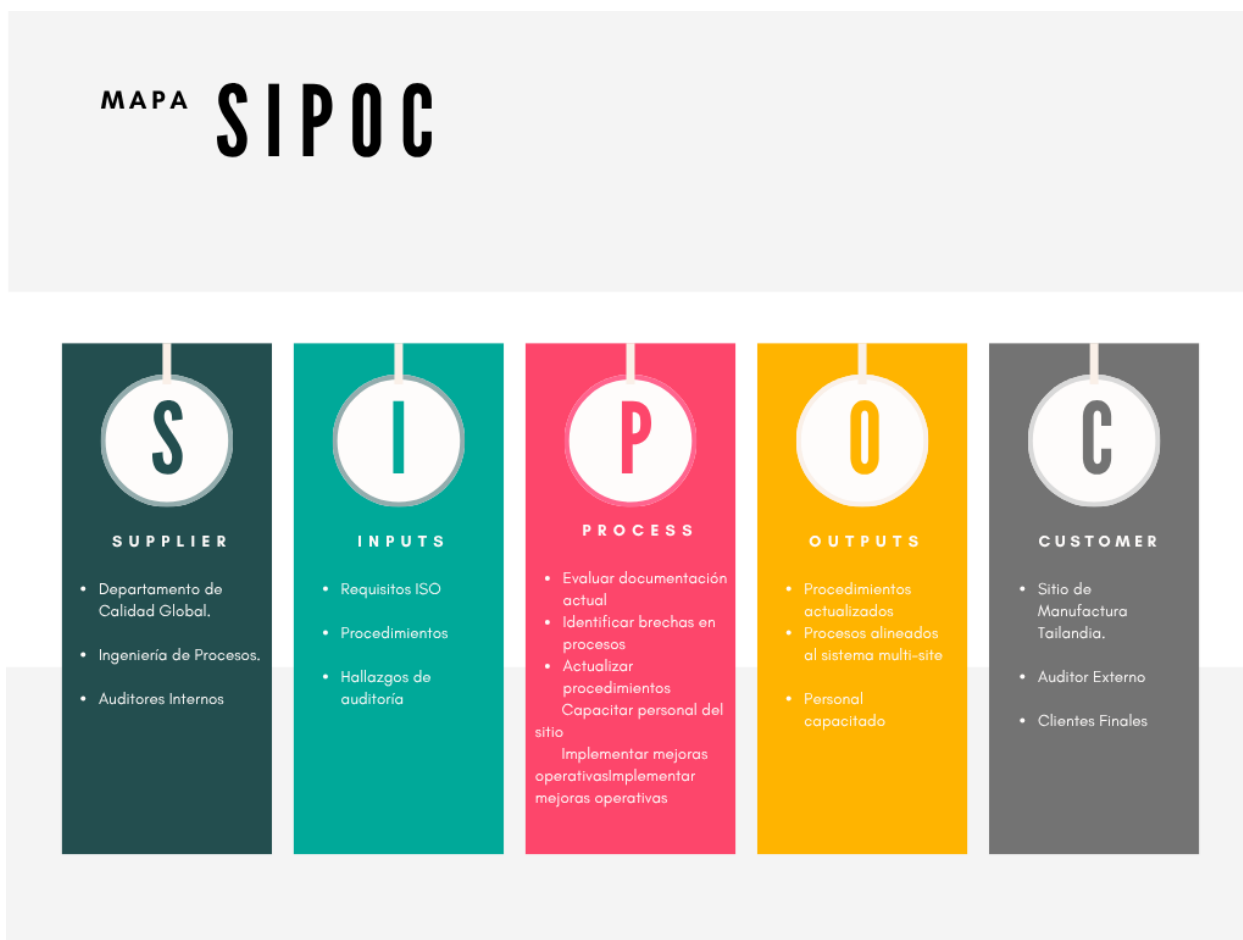 MAPA SIPOC
S
SUPPLIER
• Departamento de
Calidad Global.
• Ingeniería de Procesos.
• Auditores Internos
I
INPUTS
• Requisitos ISO
• Procedimientos
• Hallazgos de
auditoría
P
PROCESS
• Evaluar documentación
actual
• Identificar brechas en
procesos
• Actualizar
procedimientos
Capacitar personal del
sitio
Implementar mejoras
operativasImplementar
mejoras operativas
O
OUTPUTS
• Procedimientos
actualizados
• Procesos alineados
al sistema multi-site
• Personal
capacitado
C
CUSTOMER
• Sitio de
Manufactura
Tailandia.
• Auditor Externo
• Clientes Finales